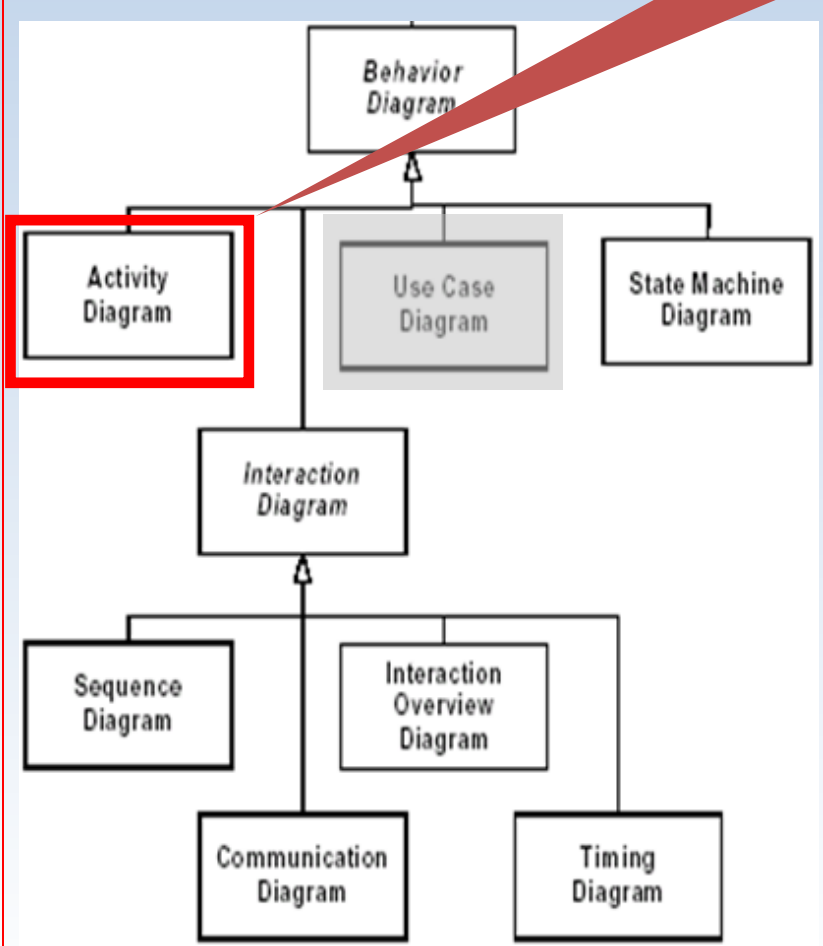 Behavior
Diagram
Activity
Diagram
Use Case
Diagram
State Machine
Diagram
Interaction
Diagram
Sequence
Diagram
Interaction
Overview
Diagram
Communication
Diagram
Timing
Diagram